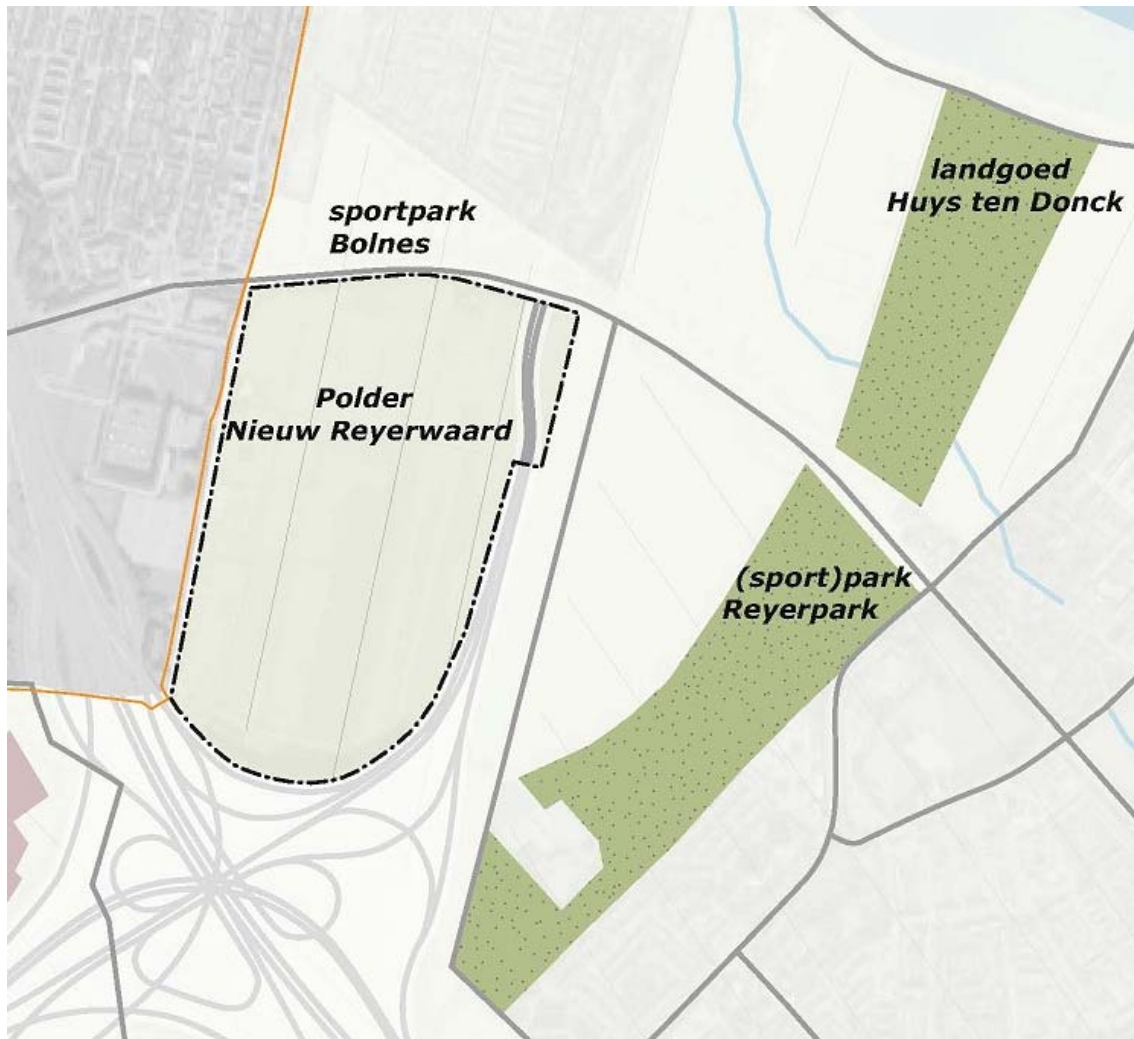 landgoed
Huys ten Donck
sportpark
Bolnes
Polder
Nieuw Reyerwaard
(sport)park
Reyerpark